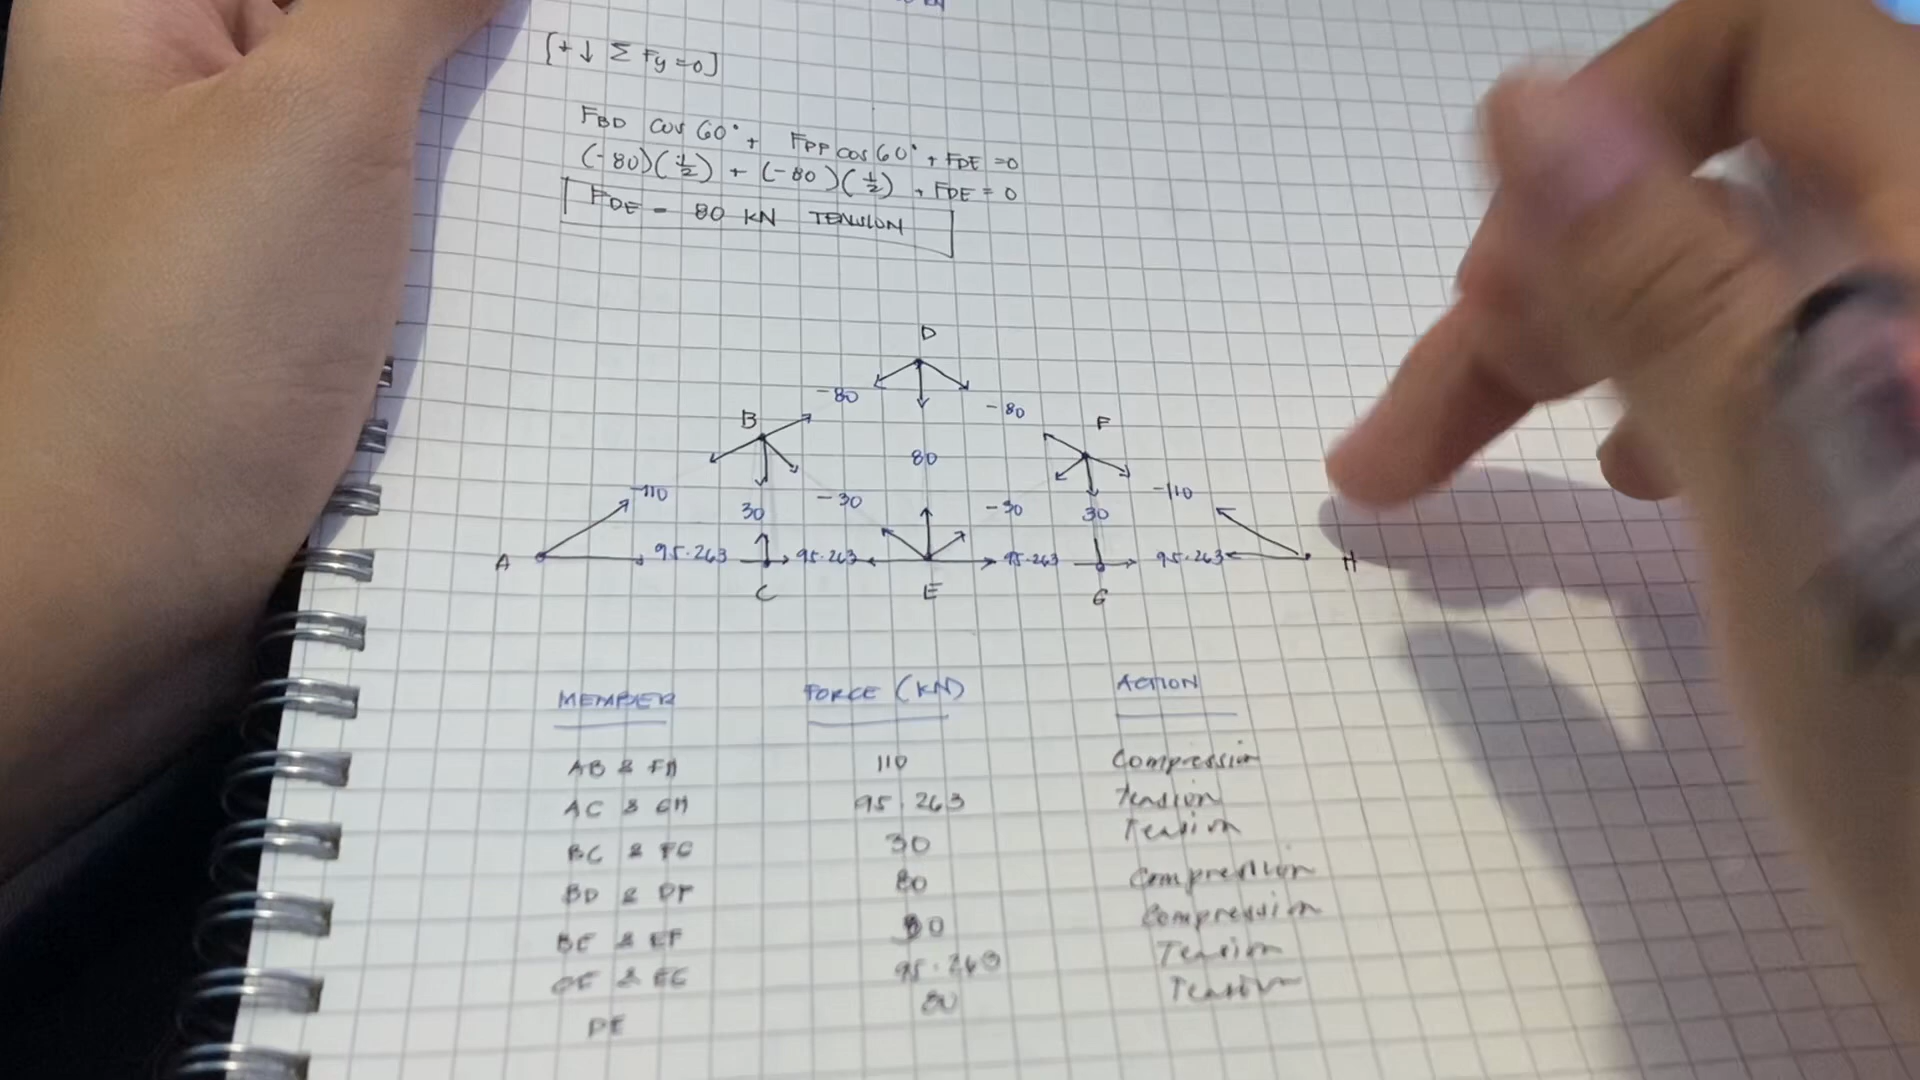 [+ ↓ Σ Fy = 0]
FBD cos 60° + FDF cos 60° + FDE = 0
(-80)(1/2) + (-80)(1/2) + FDE = 0
FDE = 80 KN TENSION
D
-80 -80
B F
80
-110 -30 -30 -110
30 30
A 95.263 95.263 95.263 95.263 H
C E G
MEMBER FORCE (KN) ACTION
AB & FH 110 Compression
AC & GH 95.263 Tension
BC & FG 30 Tension
BD & DF 80 Compression
BE & EF 30 Compression
CE & EG 95.263 Tension
DE 80 Tension